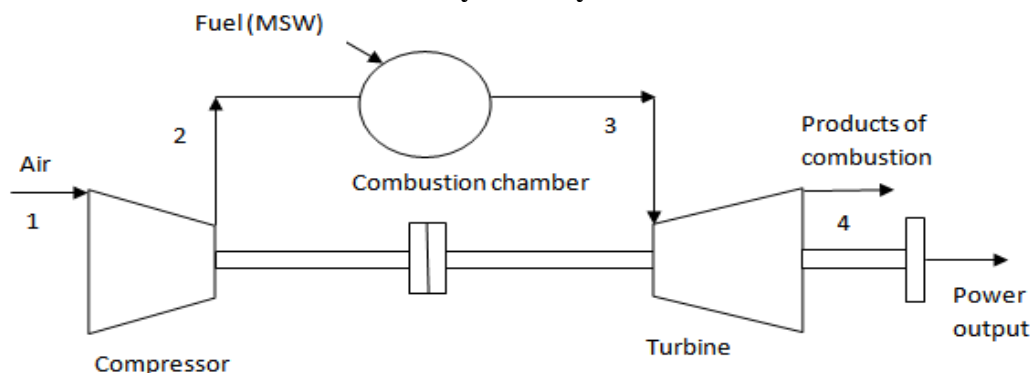 Fuel (MSW)
2
3
Products of
combustion
Air
Combustion chamber
1
4
Power
output
Turbine
Compressor